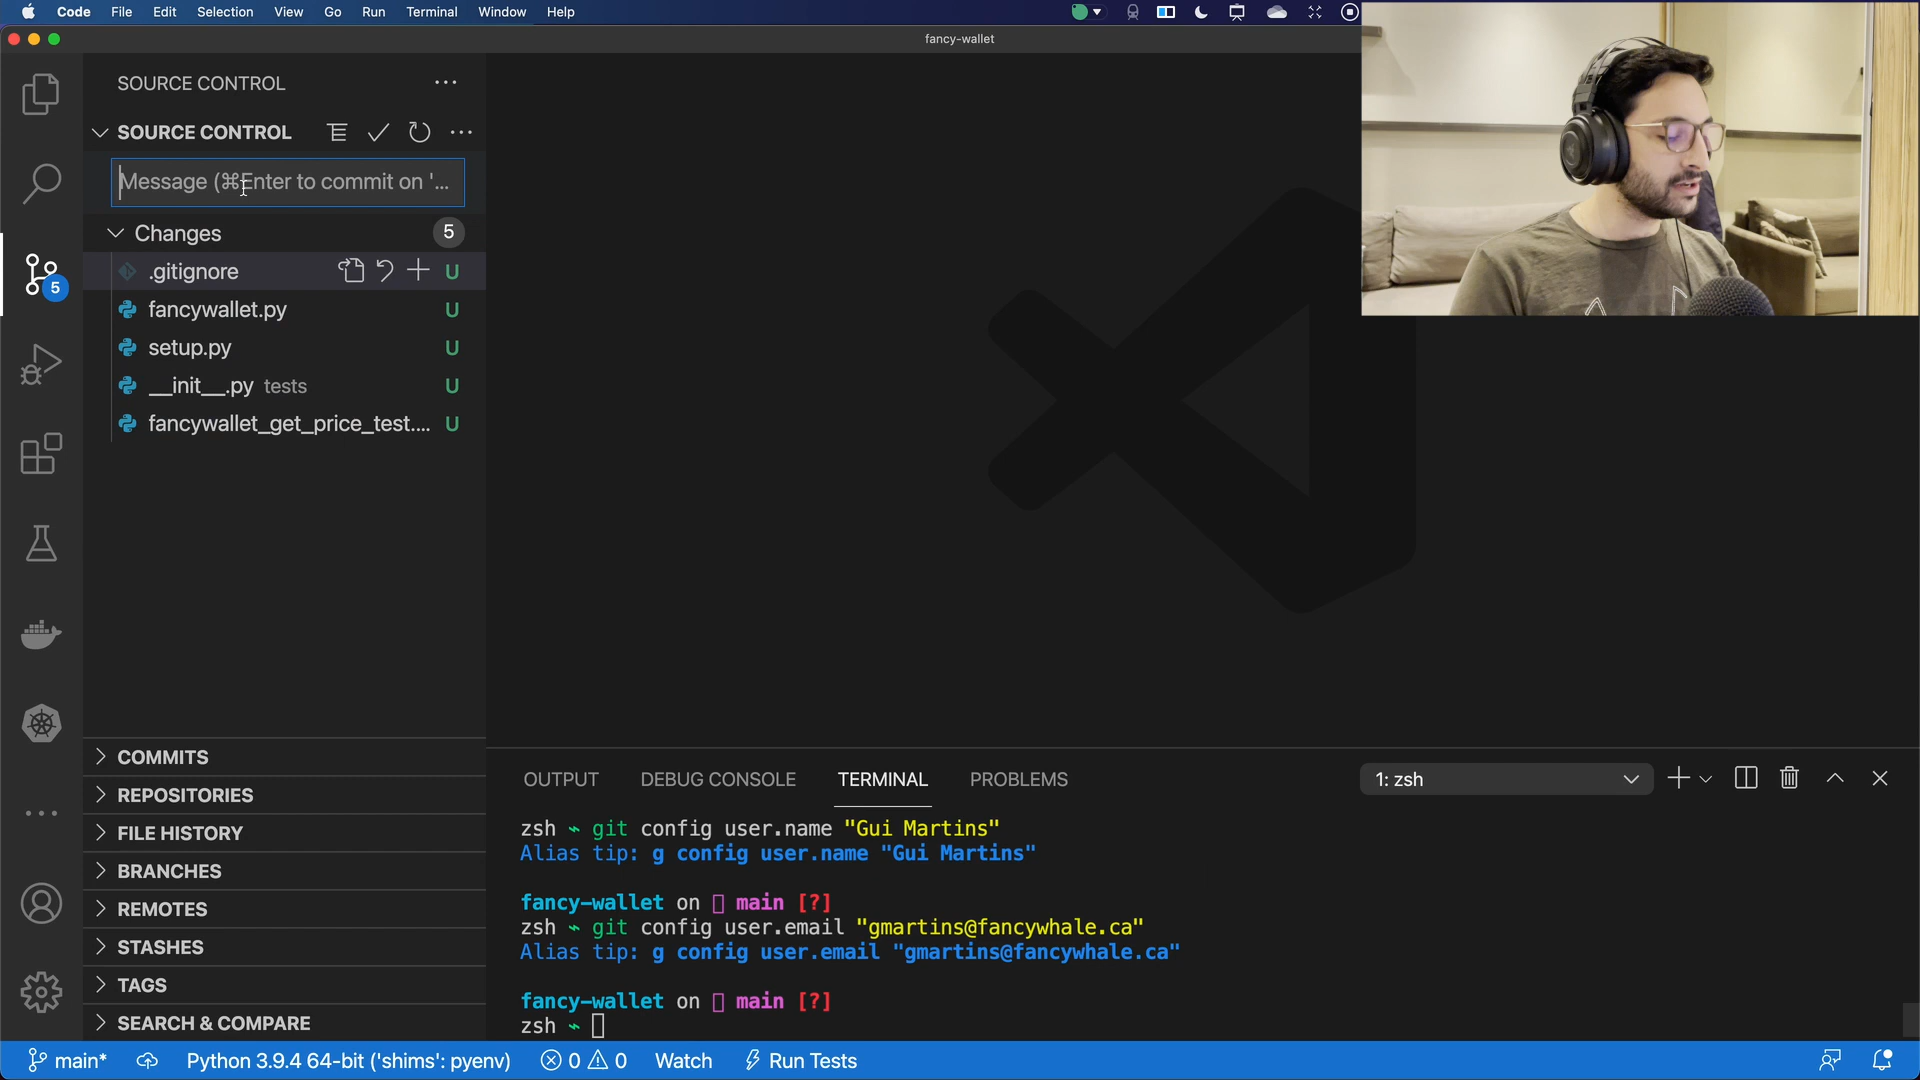 Code File Edit Selection View Go Run Terminal Window Help
fancy-wallet
SOURCE CONTROL
SOURCE CONTROL
Message (⌘Enter to commit on '...
Changes 5
.gitignore U
5
fancywallet.py U
setup.py U
__init__.py tests U
fancywallet_get_price_test.... U
COMMITS
REPOSITORIES
FILE HISTORY
BRANCHES
REMOTES
STASHES
TAGS
SEARCH & COMPARE
OUTPUT DEBUG CONSOLE TERMINAL PROBLEMS 1: zsh
zsh ~ git config user.name "Gui Martins"
Alias tip: g config user.name "Gui Martins"
fancy-wallet on main [?]
zsh ~ git config user.email "gmartins@fancywhale.ca"
Alias tip: g config user.email "gmartins@fancywhale.ca"
fancy-wallet on main [?]
zsh ~
main* Python 3.9.4 64-bit ('shims': pyenv) 0 0 Watch Run Tests